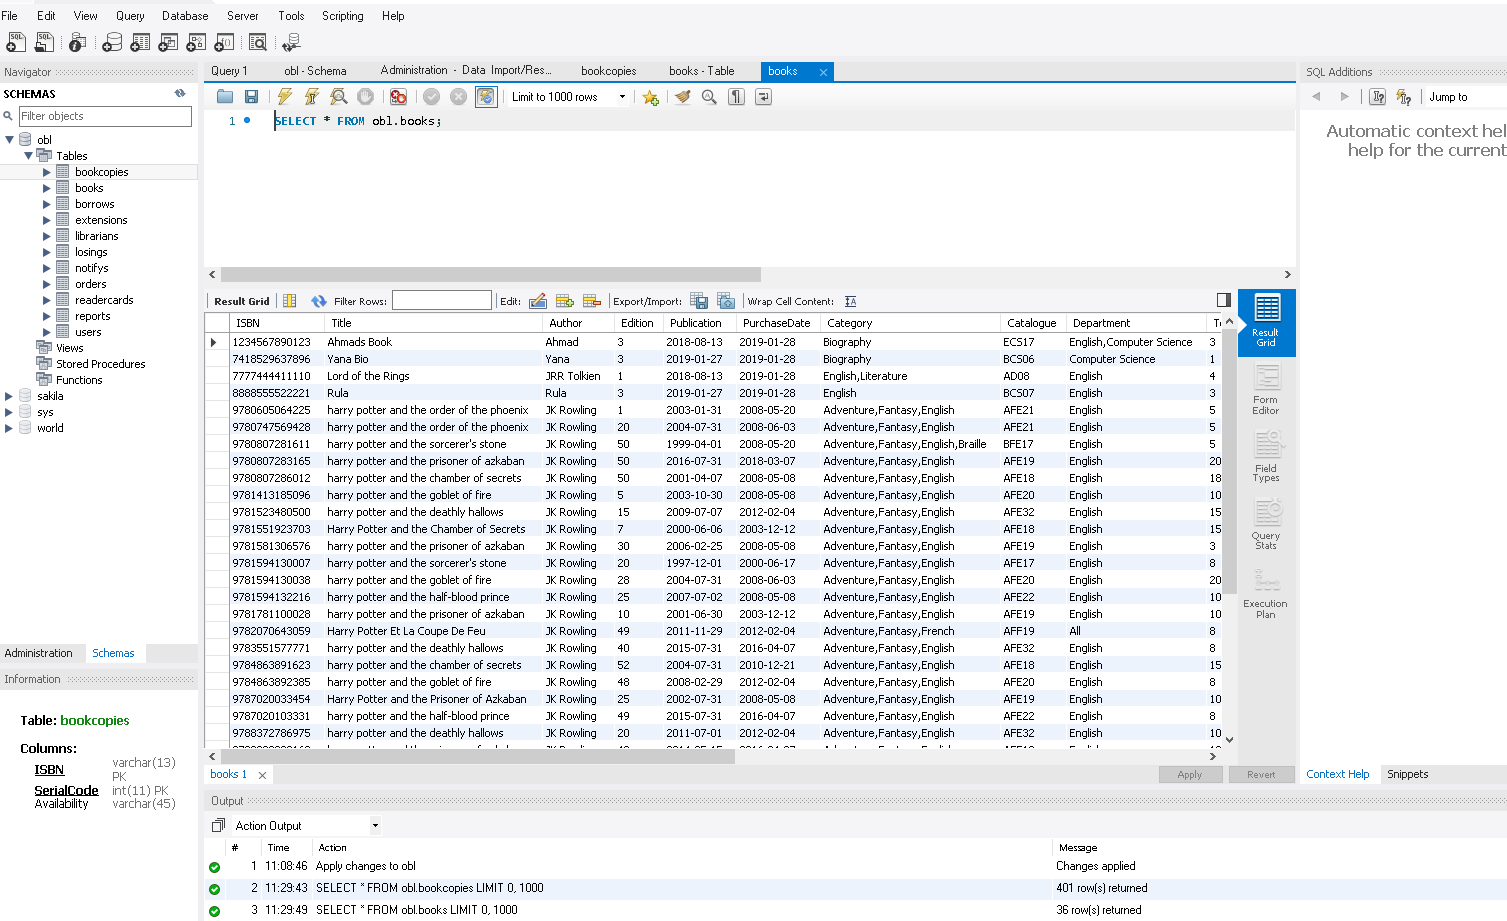 File Edit View Query Database Server Tools Scripting Help
Navigator
SCHEMAS
Filter objects
obl
Tables
bookcopies
books
borrows
extensions
librarians
losings
notifys
orders
readercards
reports
users
Views
Stored Procedures
Functions
sakila
sys
world
Administration Schemas
Information
Table: bookcopies
Columns:
ISBN varchar(13)
PK
SerialCode int(11) PK
Availability varchar(45)
Query 1 obl - Schema Administration - Data Import/Res... bookcopies books - Table books
Limit to 1000 rows
1 SELECT * FROM obl.books;
Result Grid Filter Rows: Edit: Export/Import: Wrap Cell Content:
ISBN Title Author Edition Publication PurchaseDate Category Catalogue Department
1234567890123 Ahmads Book Ahmad 3 2018-08-13 2019-01-28 Biography ECS17 English,Computer Science 3
7418529637896 Yana Bio Yana 3 2019-01-27 2019-01-28 Biography BCS06 Computer Science 1
7777444411110 Lord of the Rings JRR Tolkien 1 2018-08-13 2019-01-28 English,Literature AD08 English 4
8888555522221 Rula Rula 3 2019-01-27 2019-01-28 English BCS07 English 3
9780605064225 harry potter and the order of the phoenix JK Rowling 1 2003-01-31 2008-05-20 Adventure,Fantasy,English AFE21 English 5
9780747569428 harry potter and the order of the phoenix JK Rowling 20 2004-07-31 2008-06-03 Adventure,Fantasy,English AFE21 English 5
9780807281611 harry potter and the sorcerer's stone JK Rowling 50 1999-04-01 2008-05-20 Adventure,Fantasy,English,Braille BFE17 English 5
9780807283165 harry potter and the prisoner of azkaban JK Rowling 50 2016-07-31 2018-03-07 Adventure,Fantasy,English AFE19 English 20
9780807286012 harry potter and the chamber of secrets JK Rowling 50 2001-04-07 2008-05-08 Adventure,Fantasy,English AFE18 English 18
9781413185096 harry potter and the goblet of fire JK Rowling 5 2003-10-30 2008-05-08 Adventure,Fantasy,English AFE20 English 10
9781523480500 harry potter and the deathly hallows JK Rowling 15 2009-07-07 2012-02-04 Adventure,Fantasy,English AFE32 English 15
9781551923703 Harry Potter and the Chamber of Secrets JK Rowling 7 2000-06-06 2003-12-12 Adventure,Fantasy,English AFE18 English 15
9781581306576 harry potter and the prisoner of azkaban JK Rowling 30 2006-02-25 2008-05-08 Adventure,Fantasy,English AFE19 English 3
9781594130007 harry potter and the sorcerer's stone JK Rowling 20 1997-12-01 2000-06-17 Adventure,Fantasy,English AFE17 English 8
9781594130038 harry potter and the goblet of fire JK Rowling 28 2004-07-31 2008-06-03 Adventure,Fantasy,English AFE20 English 20
9781594132216 harry potter and the half-blood prince JK Rowling 25 2007-07-02 2008-05-08 Adventure,Fantasy,English AFE22 English 10
9781781100028 harry potter and the prisoner of azkaban JK Rowling 10 2001-06-30 2003-12-12 Adventure,Fantasy,English AFE19 English 10
9782070643059 Harry Potter Et La Coupe De Feu JK Rowling 49 2011-11-29 2012-02-04 Adventure,Fantasy,French AFF19 All 8
9783551577771 harry potter and the deathly hallows JK Rowling 40 2015-07-31 2016-04-07 Adventure,Fantasy,English AFE32 English 8
9784863891623 harry potter and the chamber of secrets JK Rowling 52 2004-07-31 2010-12-21 Adventure,Fantasy,English AFE18 English 15
9784863892385 harry potter and the goblet of fire JK Rowling 48 2008-02-29 2012-02-04 Adventure,Fantasy,English AFE20 English 8
9787020033454 Harry Potter and the Prisoner of Azkaban JK Rowling 25 2002-07-31 2008-05-08 Adventure,Fantasy,English AFE19 English 10
9787020103331 harry potter and the half-blood prince JK Rowling 49 2015-07-31 2016-04-07 Adventure,Fantasy,English AFE22 English 8
9788372786975 harry potter and the deathly hallows JK Rowling 20 2011-07-01 2012-02-04 Adventure,Fantasy,English AFE32 English 10
Result
Grid
Form
Editor
Field
Types
Query
Stats
Execution
Plan
books 1 Apply Revert
Output
Action Output
# Time Action Message
1 11:08:46 Apply changes to obl Changes applied
2 11:29:43 SELECT * FROM obl.bookcopies LIMIT 0, 1000 401 row(s) returned
3 11:29:49 SELECT * FROM obl.books LIMIT 0, 1000 36 row(s) returned
SQL Additions
Jump to
Automatic context hel
help for the current
Context Help Snippets